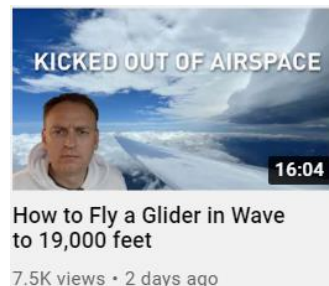 KICKED OUT OF AIRSPACE
16:04
How to Fly a Glider in Wave
to 19,000 feet
7.5K views • 2 days ago